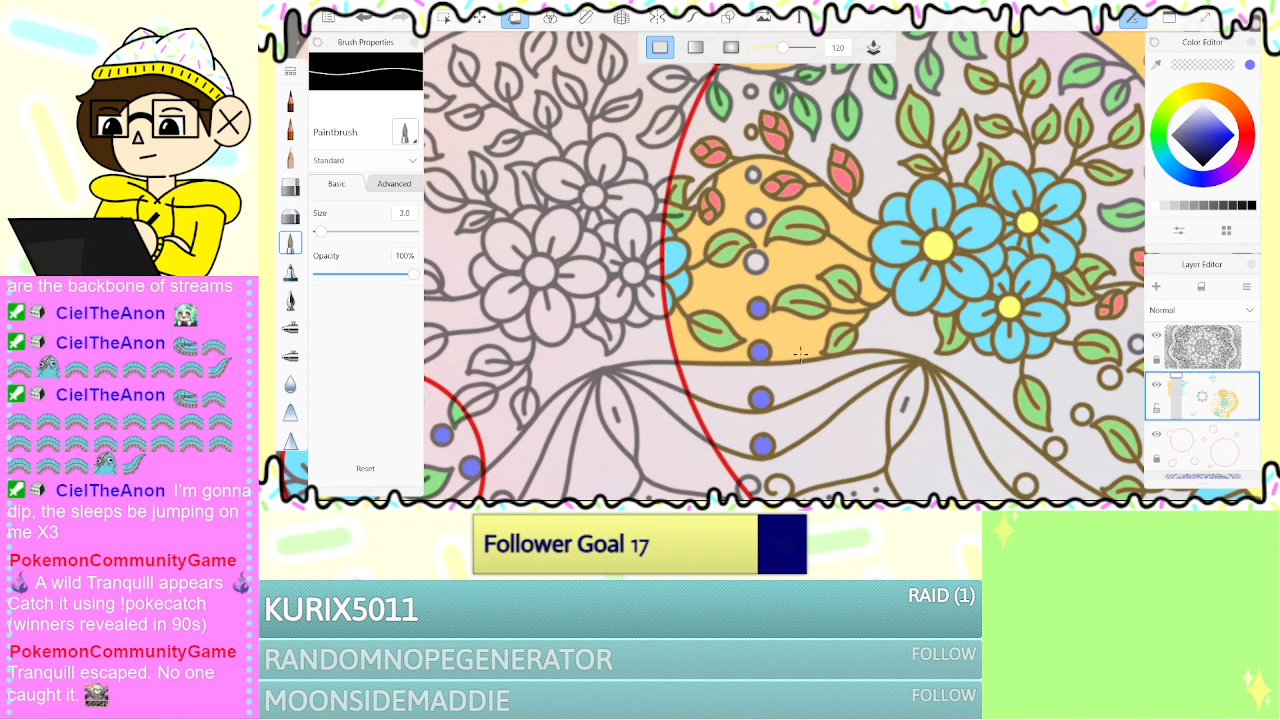 Brush Properties
Paintbrush
Standard
Basic
Advanced
Size
3.0
Opacity
100%
Reset
120
Color Editor
Layer Editor
Normal
are the backbone of streams
CielTheAnon
CielTheAnon
CielTheAnon
CielTheAnon I'm gonna
dip, the sleeps be jumping on
me X3
PokemonCommunityGame
A wild Tranquill appears
Catch it using !pokecatch
(winners revealed in 90s)
PokemonCommunityGame
Tranquill escaped. No one
caught it.
Follower Goal 17
KURIX5011
RAID (1)
RANDOMNOPEGENERATOR
FOLLOW
MOONSIDEMADDIE
FOLLOW